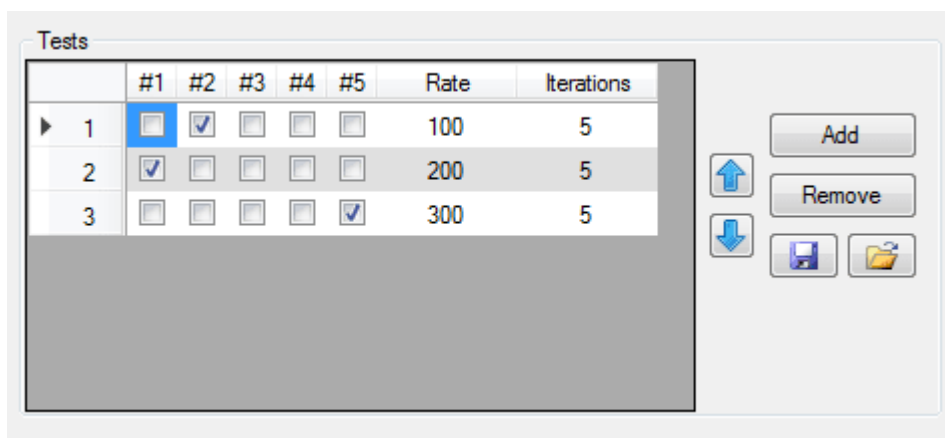 Tests
#1 #2 #3 #4 #5 Rate Iterations
1 100 5
Add
2 200 5
Remove
3 300 5